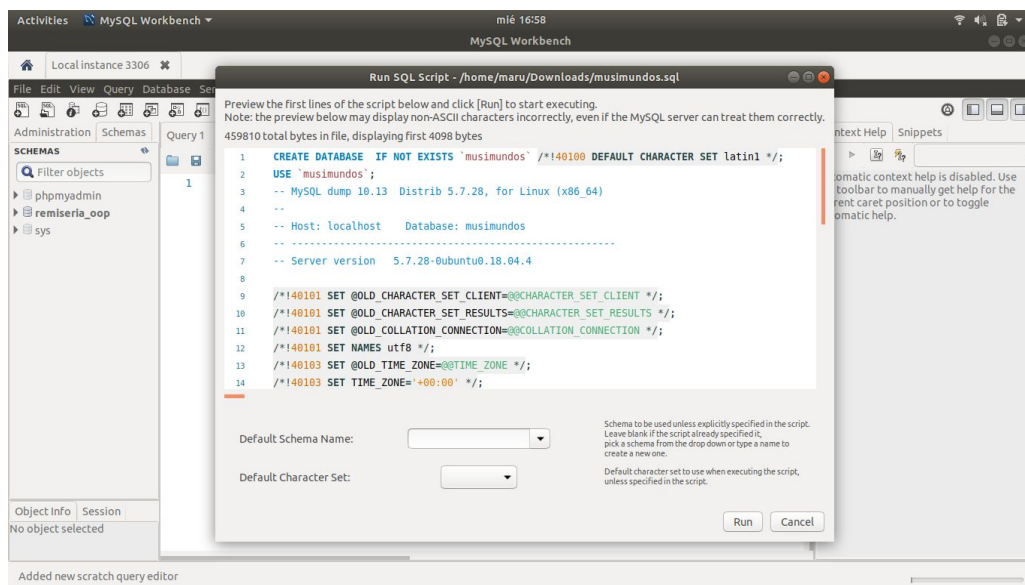 Activities MySQL Workbench
mié 16:58
MySQL Workbench
Local instance 3306
File Edit View Query Database Ser
Administration Schemas
SCHEMAS
Filter objects
phpmyadmin
remiseria_oop
sys
Object Info Session
No object selected
Query 1
1
Run SQL Script - /home/maru/Downloads/musimundos.sql
Preview the first lines of the script below and click [Run] to start executing.
Note: the preview below may display non-ASCII characters incorrectly, even if the MySQL server can treat them correctly.
459810 total bytes in file, displaying first 4098 bytes
1 CREATE DATABASE  IF NOT EXISTS `musimundos` /*!40100 DEFAULT CHARACTER SET latin1 */;
2 USE `musimundos`;
3 -- MySQL dump 10.13  Distrib 5.7.28, for Linux (x86_64)
4 --
5 -- Host: localhost    Database: musimundos
6 -- ------------------------------------------------------
7 -- Server version	5.7.28-0ubuntu0.18.04.4
8
9 /*!40101 SET @OLD_CHARACTER_SET_CLIENT=@@CHARACTER_SET_CLIENT */;
10 /*!40101 SET @OLD_CHARACTER_SET_RESULTS=@@CHARACTER_SET_RESULTS */;
11 /*!40101 SET @OLD_COLLATION_CONNECTION=@@COLLATION_CONNECTION */;
12 /*!40101 SET NAMES utf8 */;
13 /*!40103 SET @OLD_TIME_ZONE=@@TIME_ZONE */;
14 /*!40103 SET TIME_ZONE='+00:00' */;
Default Schema Name:
Schema to be used unless explicitly specified in the script.
Leave blank if the script already specified it,
pick a schema from the drop down or type a name to
create a new one.
Default Character Set:
Default character set to use when executing the script,
unless specified in the script.
Run Cancel
ntext Help Snippets
omatic context help is disabled. Use
toolbar to manually get help for the
rent caret position or to toggle
omatic help.
Added new scratch query editor